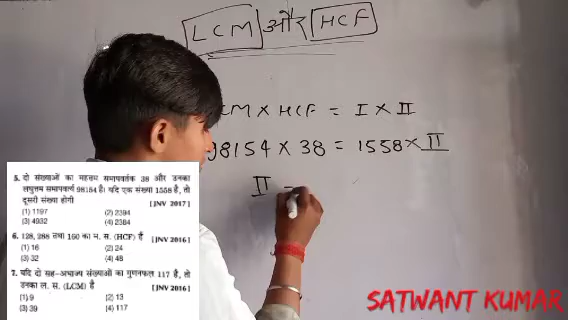 LCM और HCF
CM × HCF = I × II
98154 × 38 = 1558 × II
II =
5. दो संख्याओं का महत्तम समापवर्तक 38 और उनका
लघुत्तम समापवर्त्य 98154 है। यदि एक संख्या 1558 है, तो
दूसरी संख्या होगी [JNV 2017]
(1) 1197 (2) 2394
(3) 4932 (4) 2384
6. 128, 288 तथा 160 का म. स. (HCF) है [JNV 2016]
(1) 16 (2) 24
(3) 32 (4) 48
7. यदि दो सह-अभाज्य संख्याओं का गुणनफल 117 है, तो
उनका ल. स. (LCM) है [JNV 2016]
(1) 9 (2) 13
(3) 39 (4) 117
SATWANT KUMAR